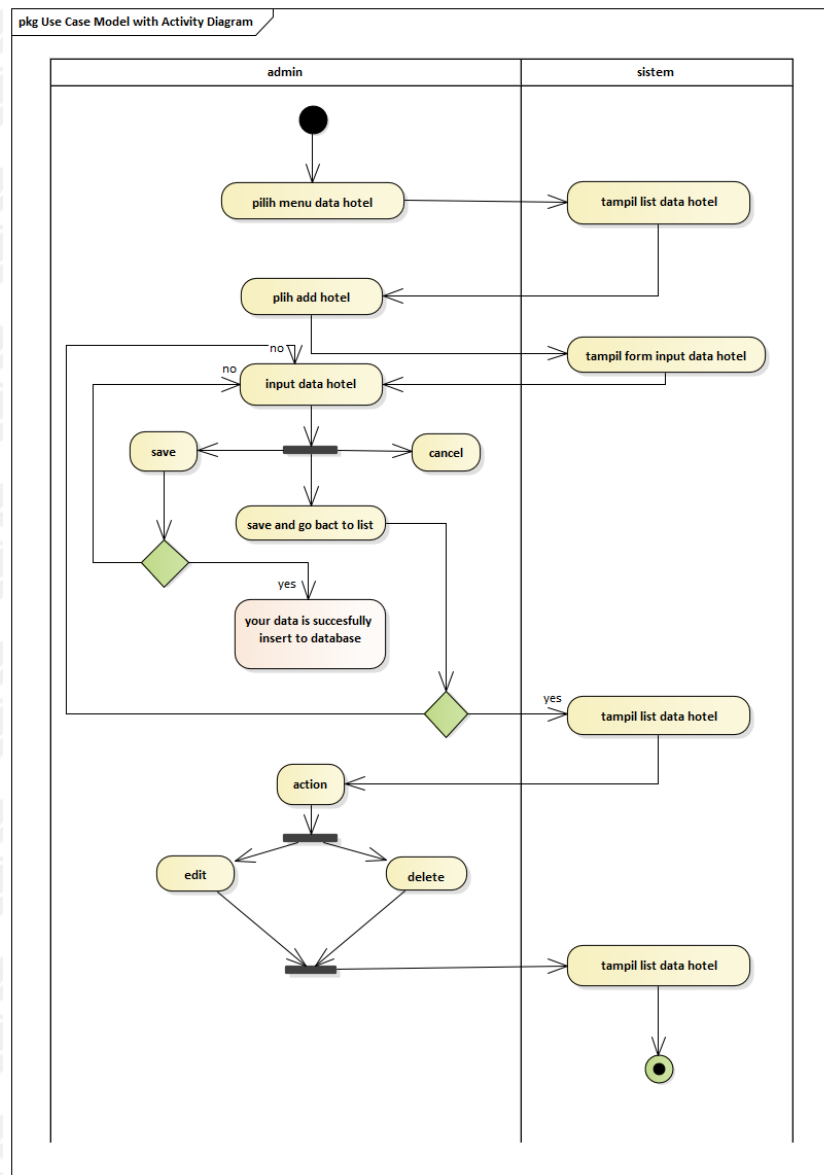 pkg Use Case Model with Activity Diagram
admin
sistem
pilih menu data hotel
tampil list data hotel
plih add hotel
no
tampil form input data hotel
no
input data hotel
save
cancel
save and go bact to list
yes
your data is succesfully
insert to database
yes
tampil list data hotel
action
edit
delete
tampil list data hotel